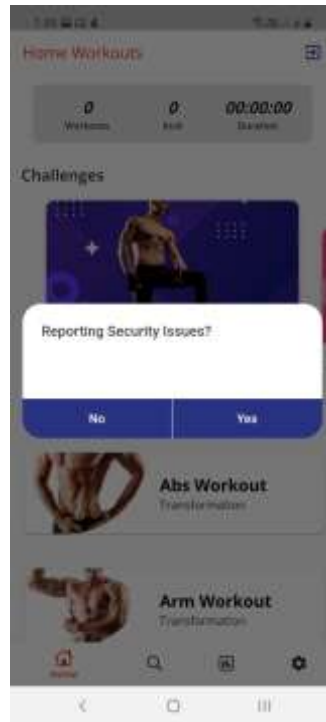 Home Workouts
0 0 00:00:00
Workouts Kcal Duration
Challenges
Reporting Security Issues?
No Yes
Abs Workout
Transformation
Arm Workout
Transformation
Home